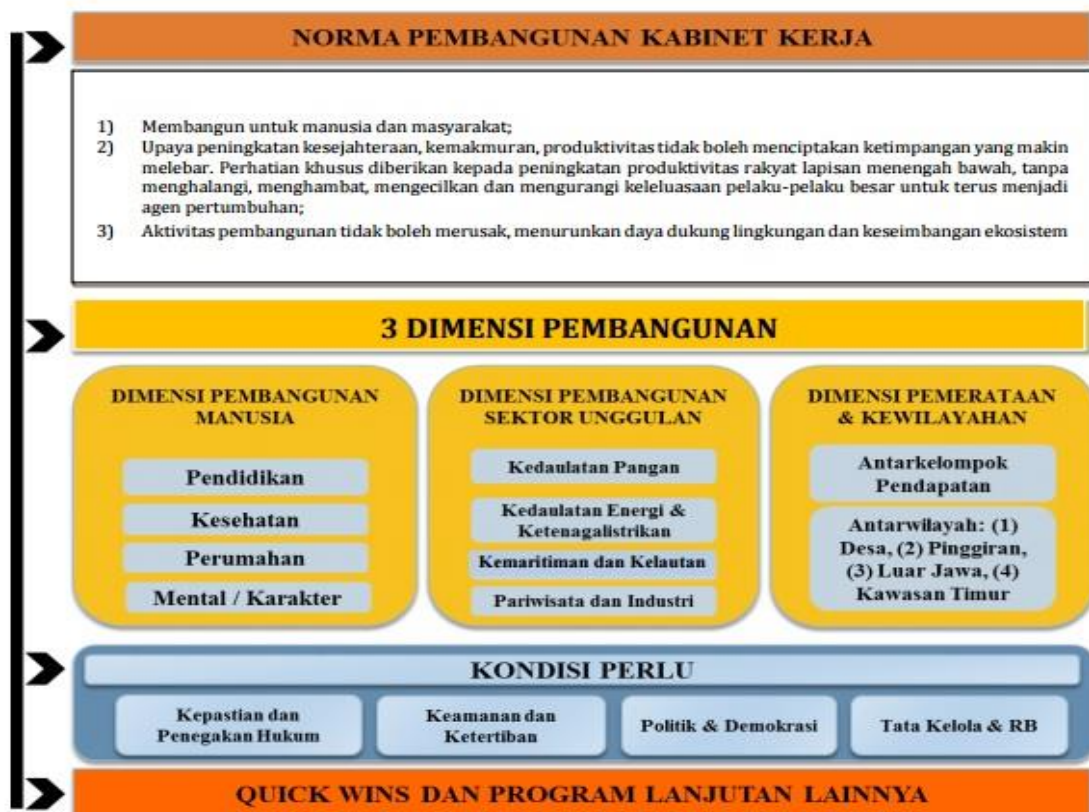 NORMA PEMBANGUNAN KABINET KERJA
1) Membangun untuk manusia dan masyarakat;
2) Upaya peningkatan kesejahteraan, kemakmuran, produktivitas tidak boleh menciptakan ketimpangan yang makin
melebar. Perhatian khusus diberikan kepada peningkatan produktivitas rakyat lapisan menengah bawah, tanpa
menghalangi, menghambat, mengecilkan dan mengurangi keleluasaan pelaku-pelaku besar untuk terus menjadi
agen pertumbuhan;
3) Aktivitas pembangunan tidak boleh merusak, menurunkan daya dukung lingkungan dan keseimbangan ekosistem
3 DIMENSI PEMBANGUNAN
DIMENSI PEMBANGUNAN
MANUSIA
Pendidikan
Kesehatan
Perumahan
Mental / Karakter
DIMENSI PEMBANGUNAN
SEKTOR UNGGULAN
Kedaulatan Pangan
Kedaulatan Energi &
Ketenagalistrikan
Kemaritiman dan Kelautan
Pariwisata dan Industri
DIMENSI PEMERATAAN
& KEWILAYAHAN
Antarkelompok
Pendapatan
Antarwilayah: (1)
Desa, (2) Pinggiran,
(3) Luar Jawa, (4)
Kawasan Timur
KONDISI PERLU
Kepastian dan
Penegakan Hukum
Keamanan dan
Ketertiban
Politik & Demokrasi
Tata Kelola & RB
QUICK WINS DAN PROGRAM LANJUTAN LAINNYA